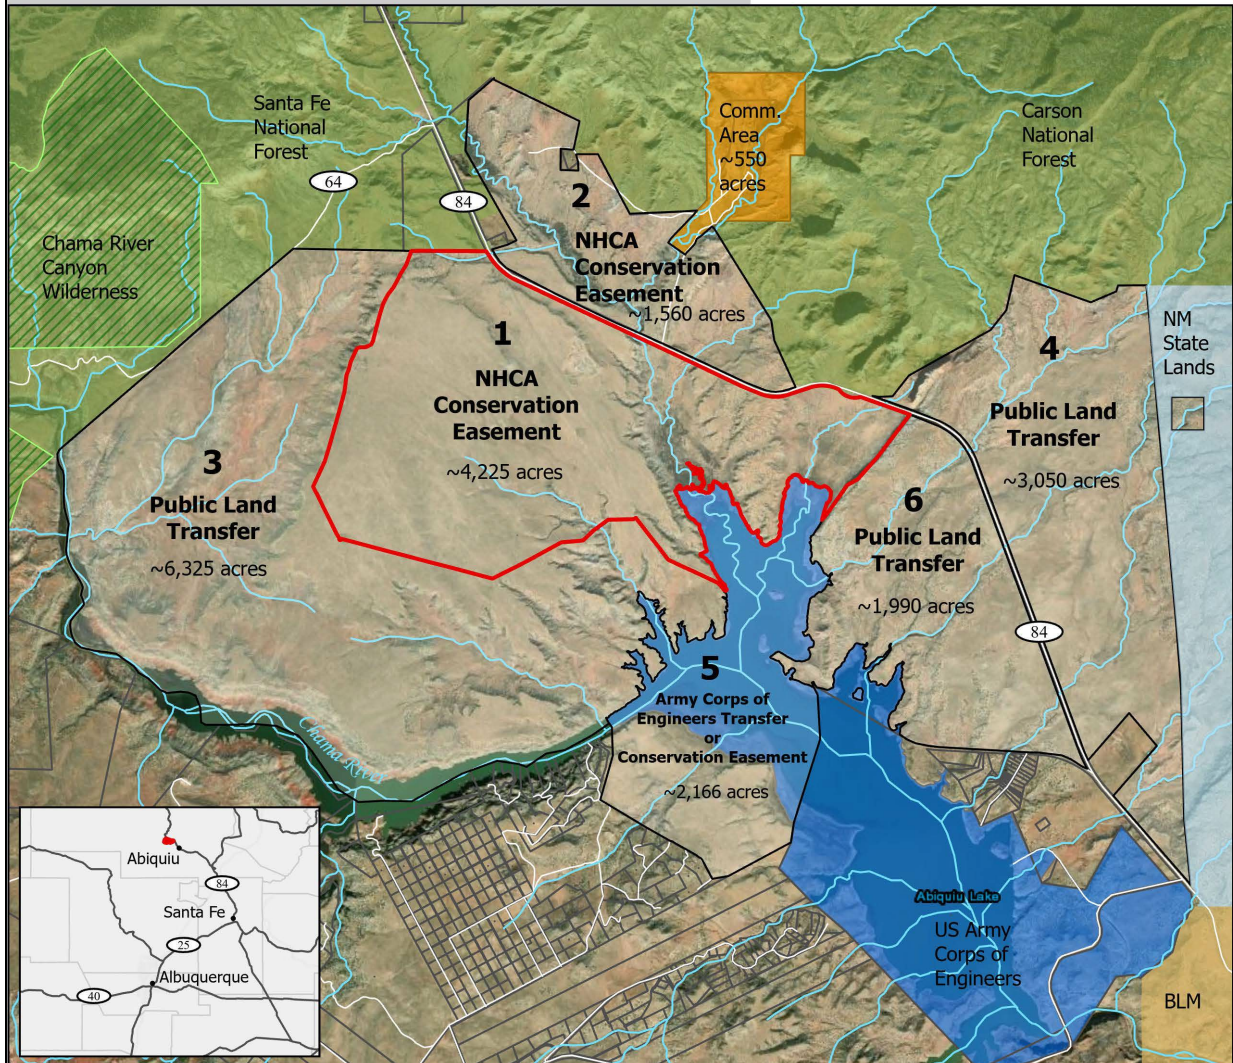 Santa Fe
National
Forest
64
84
Comm.
Area
~550
acres
Carson
National
Forest
Chama River
Canyon
Wilderness
2
NHCA
Conservation
Easement
~1,560 acres
NM
State
Lands
1
NHCA
Conservation
Easement
~4,225 acres
4
Public Land
Transfer
~3,050 acres
3
Public Land
Transfer
~6,325 acres
6
Public Land
Transfer
~1,990 acres
84
5
Army Corps of
Engineers Transfer
or
Conservation Easement
~2,166 acres
Chama River
Abiquiu Lake
US Army
Corps of
Engineers
BLM
Abiquiu
84
Santa Fe
25
Albuquerque
40